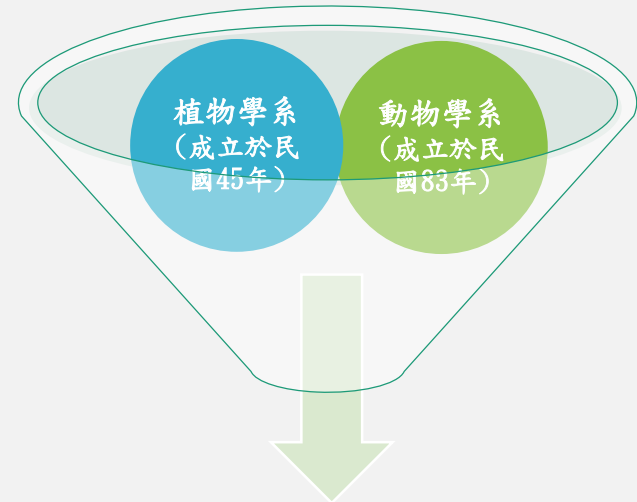 植物學系
(成立於民
國45年)
動物學系
(成立於民
國83年)